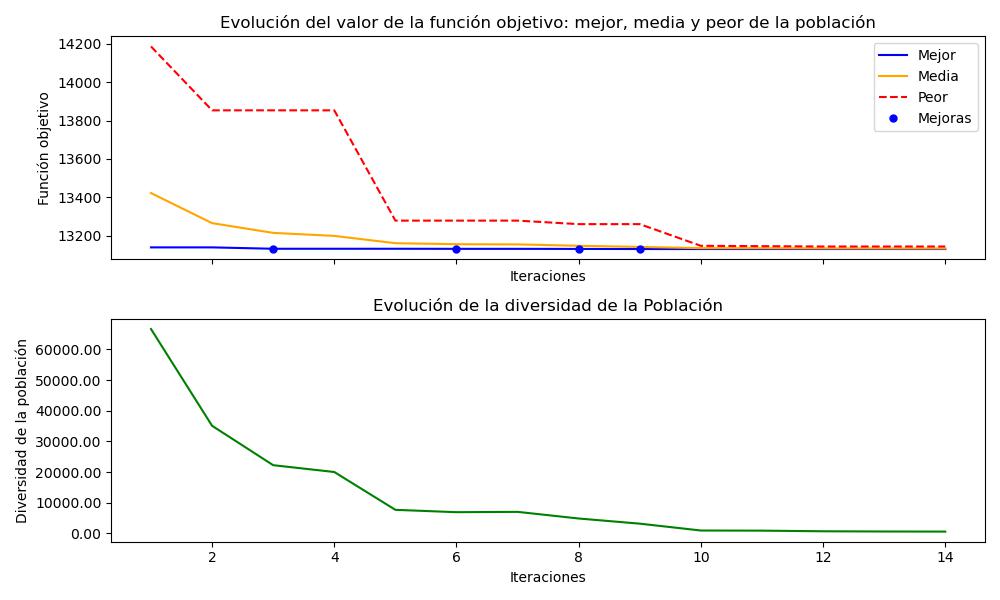 Evolución del valor de la función objetivo: mejor, media y peor de la población
Función objetivo
14200
14000
13800
13600
13400
13200
Mejor
Media
Peor
Mejoras
Iteraciones
Evolución de la diversidad de la Población
Diversidad de la población
60000.00
50000.00
40000.00
30000.00
20000.00
10000.00
0.00
2 4 6 8 10 12 14
Iteraciones